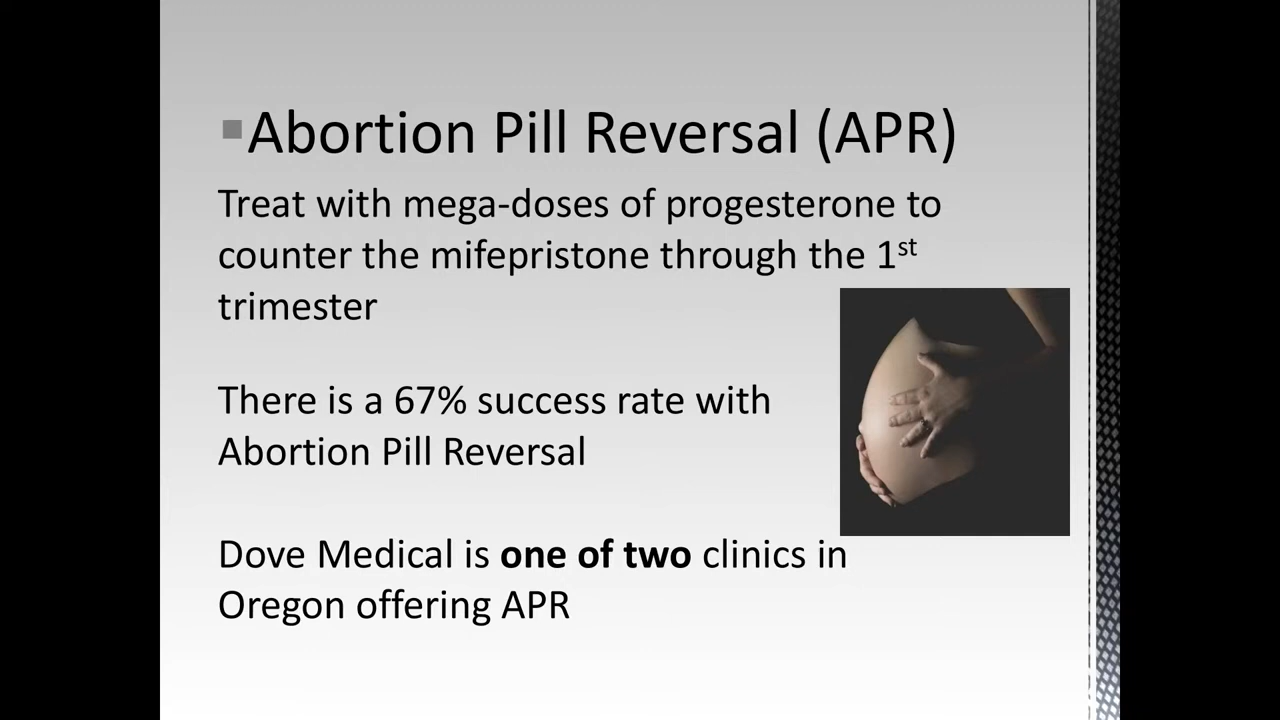 Abortion Pill Reversal (APR)
Treat with mega-doses of progesterone to
counter the mifepristone through the 1st
trimester
There is a 67% success rate with
Abortion Pill Reversal
Dove Medical is one of two clinics in
Oregon offering APR